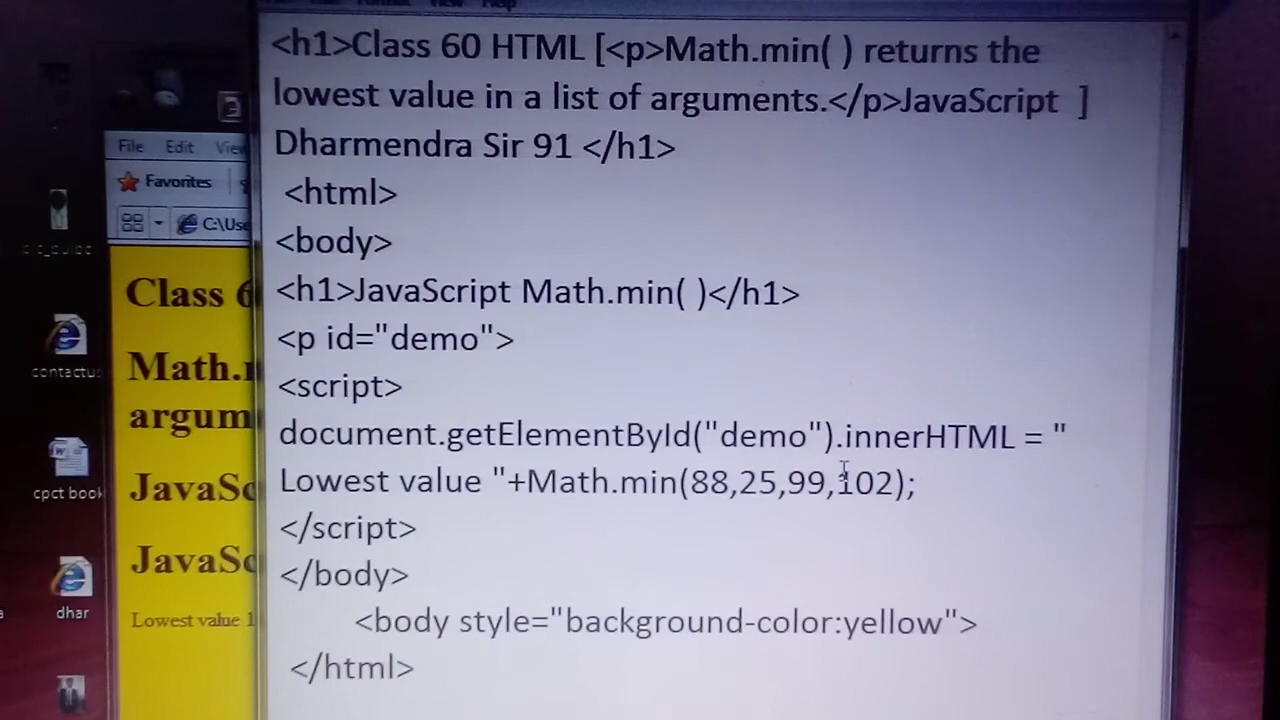 <h1>Class 60 HTML [<p>Math.min( ) returns the
lowest value in a list of arguments.</p>JavaScript ]
Dharmendra Sir 91 </h1>
<html>
<body>
<h1>JavaScript Math.min( )</h1>
<p id="demo">
<script>
document.getElementById("demo").innerHTML = "
Lowest value "+Math.min(88,25,99,102);
</script>
</body>
<body style="background-color:yellow">
</html>
File Edit View
Favorites
C:\Use
Class 6
Math.
argum
JavaSc
JavaSc
Lowest value 1
contactus
cpct book
dhar